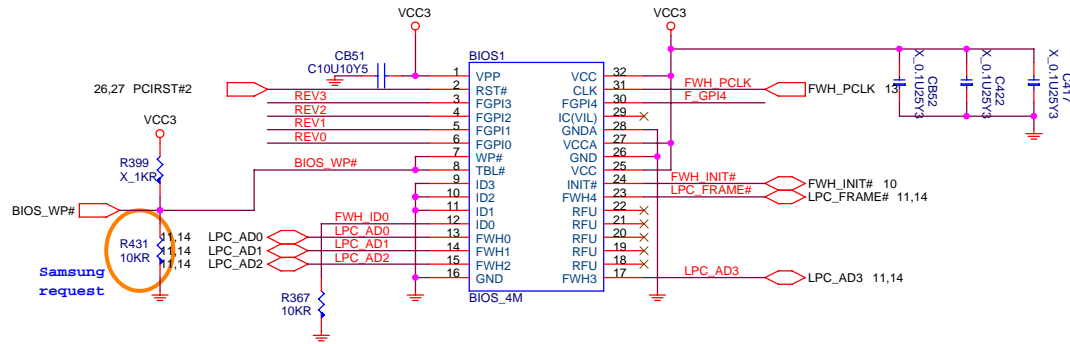 VCC3
VCC3
CB51
C10U10Y5
BIOS1
26,27 PCIRST#2
REV3
REV2
REV1
REV0
1 VPP VCC 32
2 RST# CLK 31
3 FGPI3 FGPI4 30
4 FGPI2 IC(VIL) 29
5 FGPI1 GNDA 28
6 FGPI0 VCCA 27
7 WP# GND 26
8 TBL# VCC 25
9 ID3 INIT# 24
10 ID2 FWH4 23
11 ID1 RFU 22
12 ID0 RFU 21
13 FWH0 RFU 20
14 FWH1 RFU 19
15 FWH2 RFU 18
16 GND FWH3 17
BIOS_4M
FWH_PCLK
F_GPI4
FWH_PCLK 13
X_0.1U25Y3
CB52
X_0.1U25Y3
C422
X_0.1U25Y3
C417
VCC3
R399
X_1KR
BIOS_WP#
BIOS_WP#
FWH_INIT#
LPC_FRAME#
FWH_INIT# 10
LPC_FRAME# 11,14
R431
10KR
11,14 LPC_AD0
11,14 LPC_AD1
11,14 LPC_AD2
FWH_ID0
LPC_AD0
LPC_AD1
LPC_AD2
LPC_AD3
LPC_AD3 11,14
Samsung
request
R367
10KR